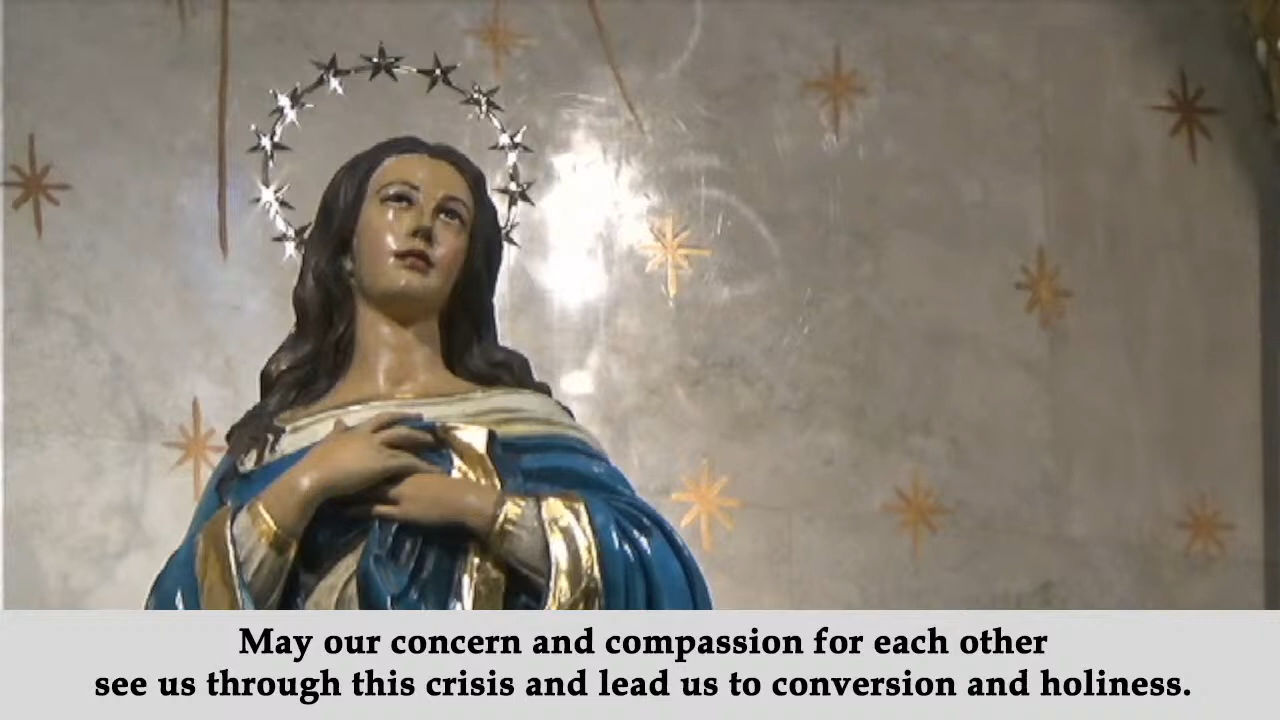 May our concern and compassion for each other
see us through this crisis and lead us to conversion and holiness.